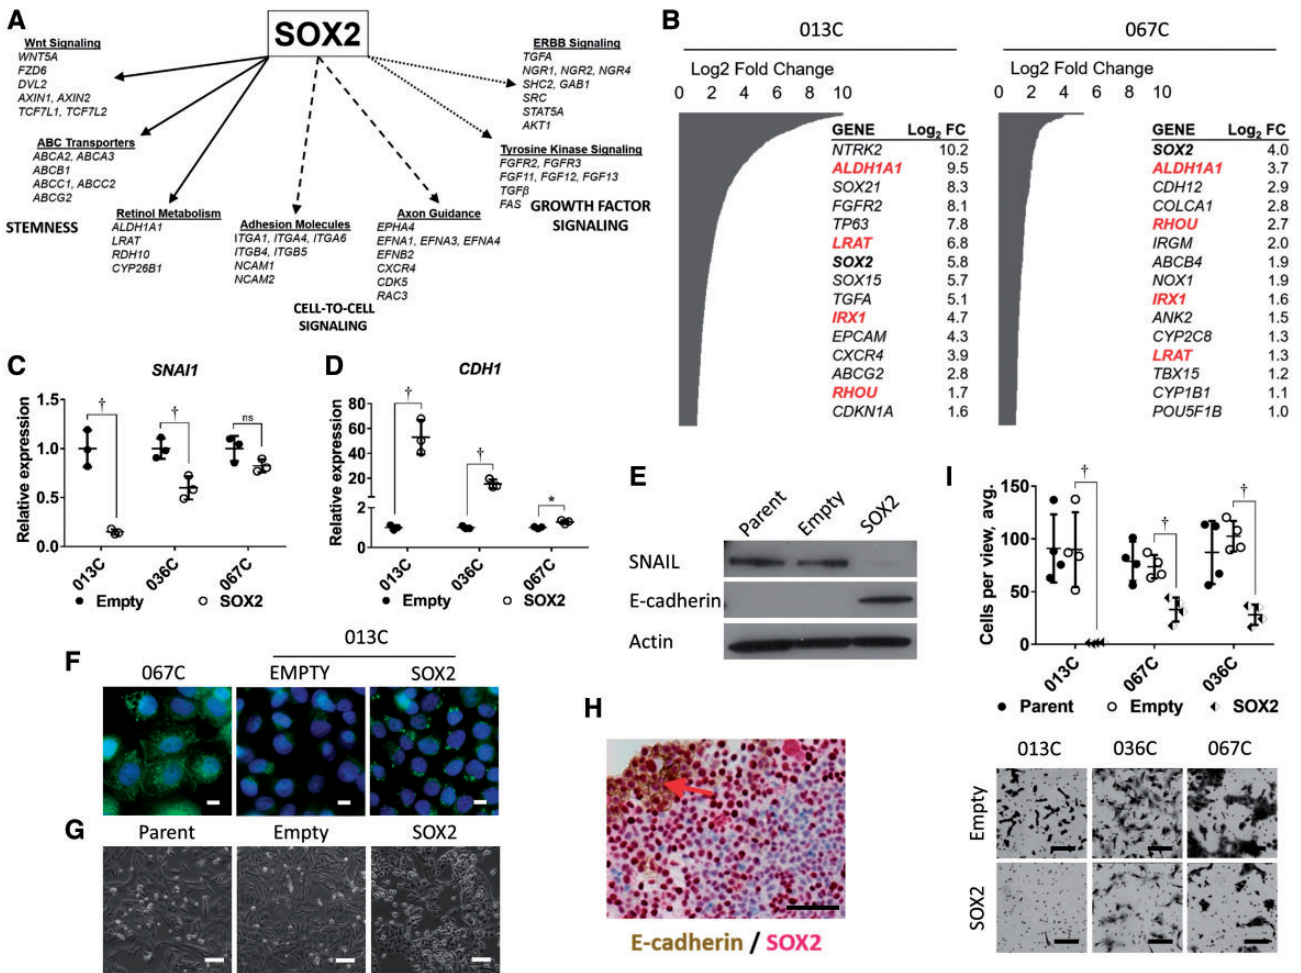 A
SOX2
Wnt Signaling
WNT5A
FZD6
DVL2
AXIN1, AXIN2
TCF7L1, TCF7L2
ABC Transporters
ABCA2, ABCA3
ABCB1
ABCC1, ABCC2
ABCG2
STEMNESS
Retinol Metabolism
ALDH1A1
LRAT
RDH10
CYP26B1
Adhesion Molecules
ITGA1, ITGA4, ITGA6
ITGB4, ITGB5
NCAM1
NCAM2
CELL-TO-CELL
SIGNALING
Axon Guidance
EPHA4
EFNA1, EFNA3, EFNA4
EFNB2
CXCR4
CDK5
RAC3
ERBB Signaling
TGFA
NGR1, NGR2, NGR4
SHC2, GAB1
SRC
STAT5A
AKT1
Tyrosine Kinase Signaling
FGFR2, FGFR3
FGF11, FGF12, FGF13
TGFβ
FAS
GROWTH FACTOR
SIGNALING
B
013C
Log2 Fold Change
0 2 4 6 8 10
GENE Log2 FC
NTRK2 10.2
ALDH1A1 9.5
SOX21 8.3
FGFR2 8.1
TP63 7.8
LRAT 6.8
SOX2 5.8
SOX15 5.7
TGFA 5.1
IRX1 4.7
EPCAM 4.3
CXCR4 3.9
ABCG2 2.8
RHOU 1.7
CDKN1A 1.6
067C
Log2 Fold Change
0 2 4 6 8 10
GENE Log2 FC
SOX2 4.0
ALDH1A1 3.7
CDH12 2.9
COLCA1 2.8
RHOU 2.7
IRGM 2.0
ABCB4 1.9
NOX1 1.9
IRX1 1.6
ANK2 1.5
CYP2C8 1.3
LRAT 1.3
TBX15 1.2
CYP1B1 1.1
POU5F1B 1.0
C
SNAI1
Relative expression
1.5
1.0
0.5
0.0
† † ns
013C 036C 067C
Empty SOX2
D
CDH1
Relative expression
80
60
40
20
2
0
† † *
013C 036C 067C
Empty SOX2
E
Parent Empty SOX2
SNAIL
E-cadherin
Actin
F
013C
067C EMPTY SOX2
G
Parent Empty SOX2
H
E-cadherin / SOX2
I
Cells per view, avg.
150
100
50
0
† † †
013C 067C 036C
Parent Empty SOX2
013C 036C 067C
Empty
SOX2